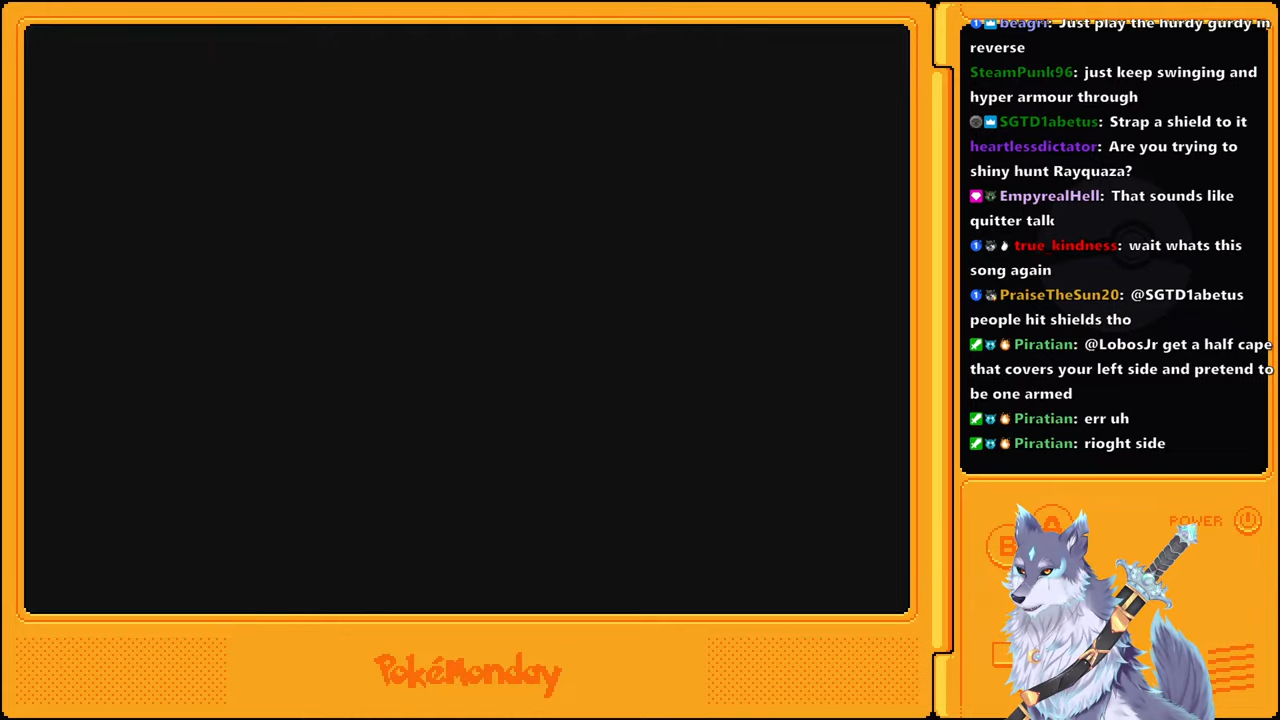 beagri: Just play the hurdy gurdy in
reverse
SteamPunk96: just keep swinging and
hyper armour through
SGTD1abetus: Strap a shield to it
heartlessdictator: Are you trying to
shiny hunt Rayquaza?
EmpyrealHell: That sounds like
quitter talk
true_kindness: wait whats this
song again
PraiseTheSun20: @SGTD1abetus
people hit shields tho
Piratian: @LobosJr get a half cape
that covers your left side and pretend to
be one armed
Piratian: err uh
Piratian: rioght side
POWER
A
B
PokéMonday